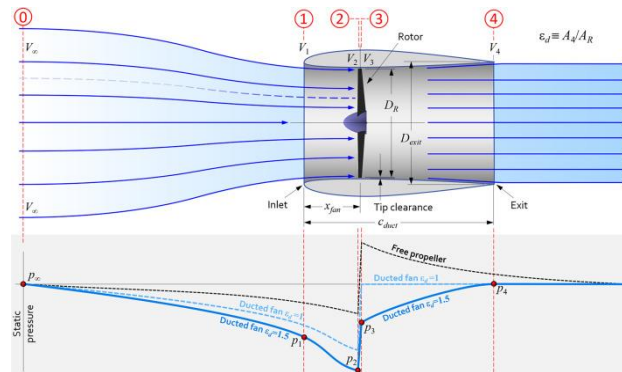 0
1
2
3
4
V∞
V1
V2
V3
V4
εd ≡ A4/AR
Rotor
DR
Dexit
V∞
Inlet
xfan
Tip clearance
Exit
cduct
Free propeller
p∞
Ducted fan εd=1
p4
Static
pressure
Ducted fan εd=1
Ducted fan εd=1.5
p3
Ducted fan εd=1.5
p1
p2